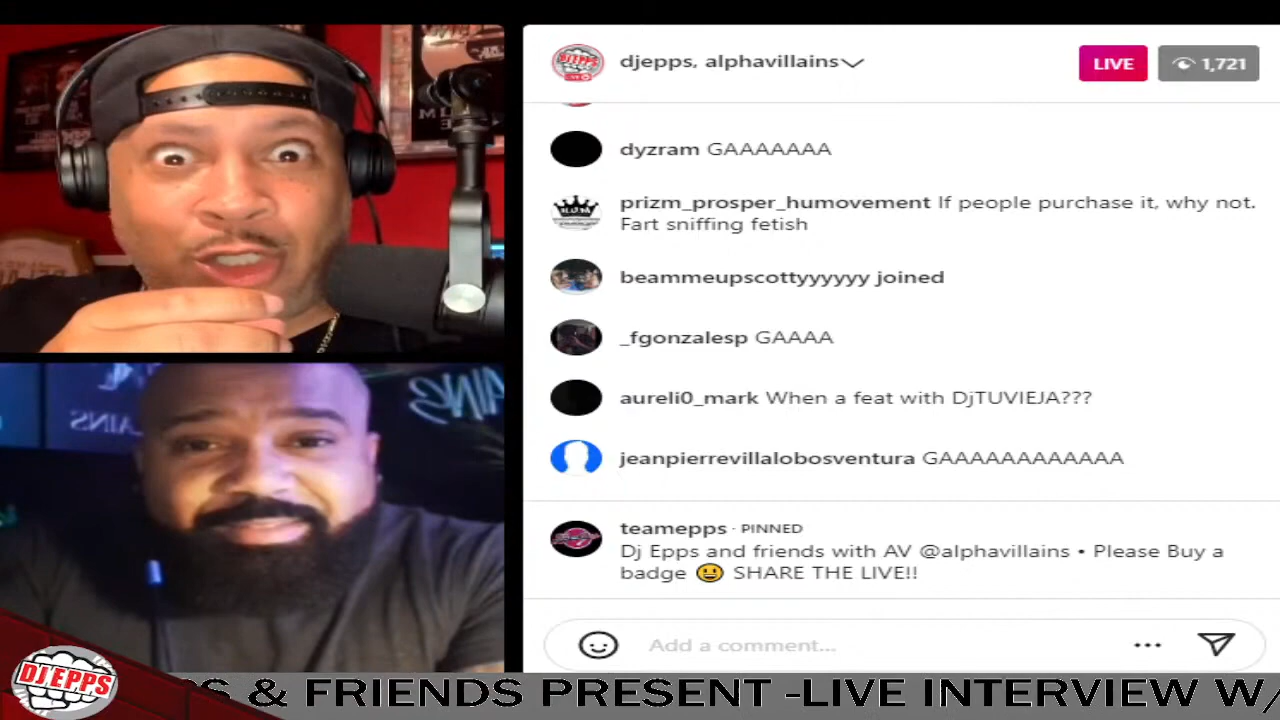 djepps, alphavillains
LIVE
1,721
dyzram GAAAAAAA
prizm_prosper_humovement If people purchase it, why not.
Fart sniffing fetish
beammeupscottyyyyyy joined
_fgonzalesp GAAAA
aureli0_mark When a feat with DjTUVIEJA???
jeanpierrevillalobosventura GAAAAAAAAAAAA
teamepps · PINNED
Dj Epps and friends with AV @alphavillains • Please Buy a
badge 😀 SHARE THE LIVE!!
Add a comment...
DJ EPPS
S & FRIENDS PRESENT -LIVE INTERVIEW W/